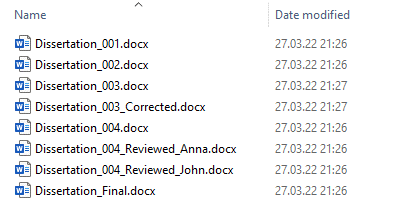 Name Date modified
Dissertation_001.docx 27.03.22 21:26
Dissertation_002.docx 27.03.22 21:26
Dissertation_003.docx 27.03.22 21:27
Dissertation_003_Corrected.docx 27.03.22 21:27
Dissertation_004.docx 27.03.22 21:26
Dissertation_004_Reviewed_Anna.docx 27.03.22 21:26
Dissertation_004_Reviewed_John.docx 27.03.22 21:26
Dissertation_Final.docx 27.03.22 21:26